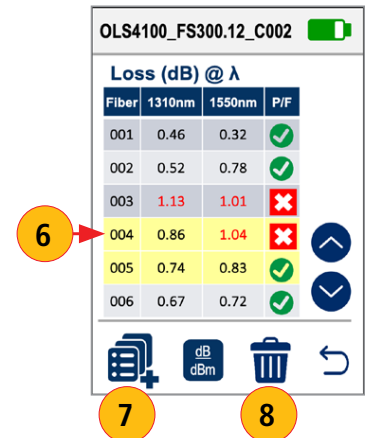 OLS4100_FS300.12_C002
Loss (dB) @ λ
Fiber 1310nm 1550nm P/F
001 0.46 0.32
002 0.52 0.78
003 1.13 1.01
6
004 0.86 1.04
005 0.74 0.83
006 0.67 0.72
dB
dBm
7 8